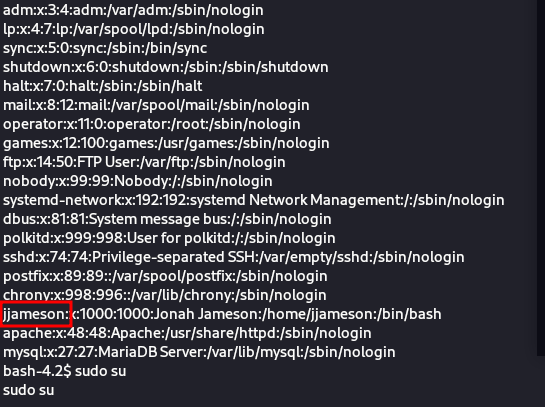 adm:x:3:4:adm:/var/adm:/sbin/nologin
lp:x:4:7:lp:/var/spool/lpd:/sbin/nologin
sync:x:5:0:sync:/sbin:/bin/sync
shutdown:x:6:0:shutdown:/sbin:/sbin/shutdown
halt:x:7:0:halt:/sbin:/sbin/halt
mail:x:8:12:mail:/var/spool/mail:/sbin/nologin
operator:x:11:0:operator:/root:/sbin/nologin
games:x:12:100:games:/usr/games:/sbin/nologin
ftp:x:14:50:FTP User:/var/ftp:/sbin/nologin
nobody:x:99:99:Nobody:/:/sbin/nologin
systemd-network:x:192:192:systemd Network Management:/:/sbin/nologin
dbus:x:81:81:System message bus:/:/sbin/nologin
polkitd:x:999:998:User for polkitd:/:/sbin/nologin
sshd:x:74:74:Privilege-separated SSH:/var/empty/sshd:/sbin/nologin
postfix:x:89:89::/var/spool/postfix:/sbin/nologin
chrony:x:998:996::/var/lib/chrony:/sbin/nologin
jjameson:x:1000:1000:Jonah Jameson:/home/jjameson:/bin/bash
apache:x:48:48:Apache:/usr/share/httpd:/sbin/nologin
mysql:x:27:27:MariaDB Server:/var/lib/mysql:/sbin/nologin
bash-4.2$ sudo su
sudo su